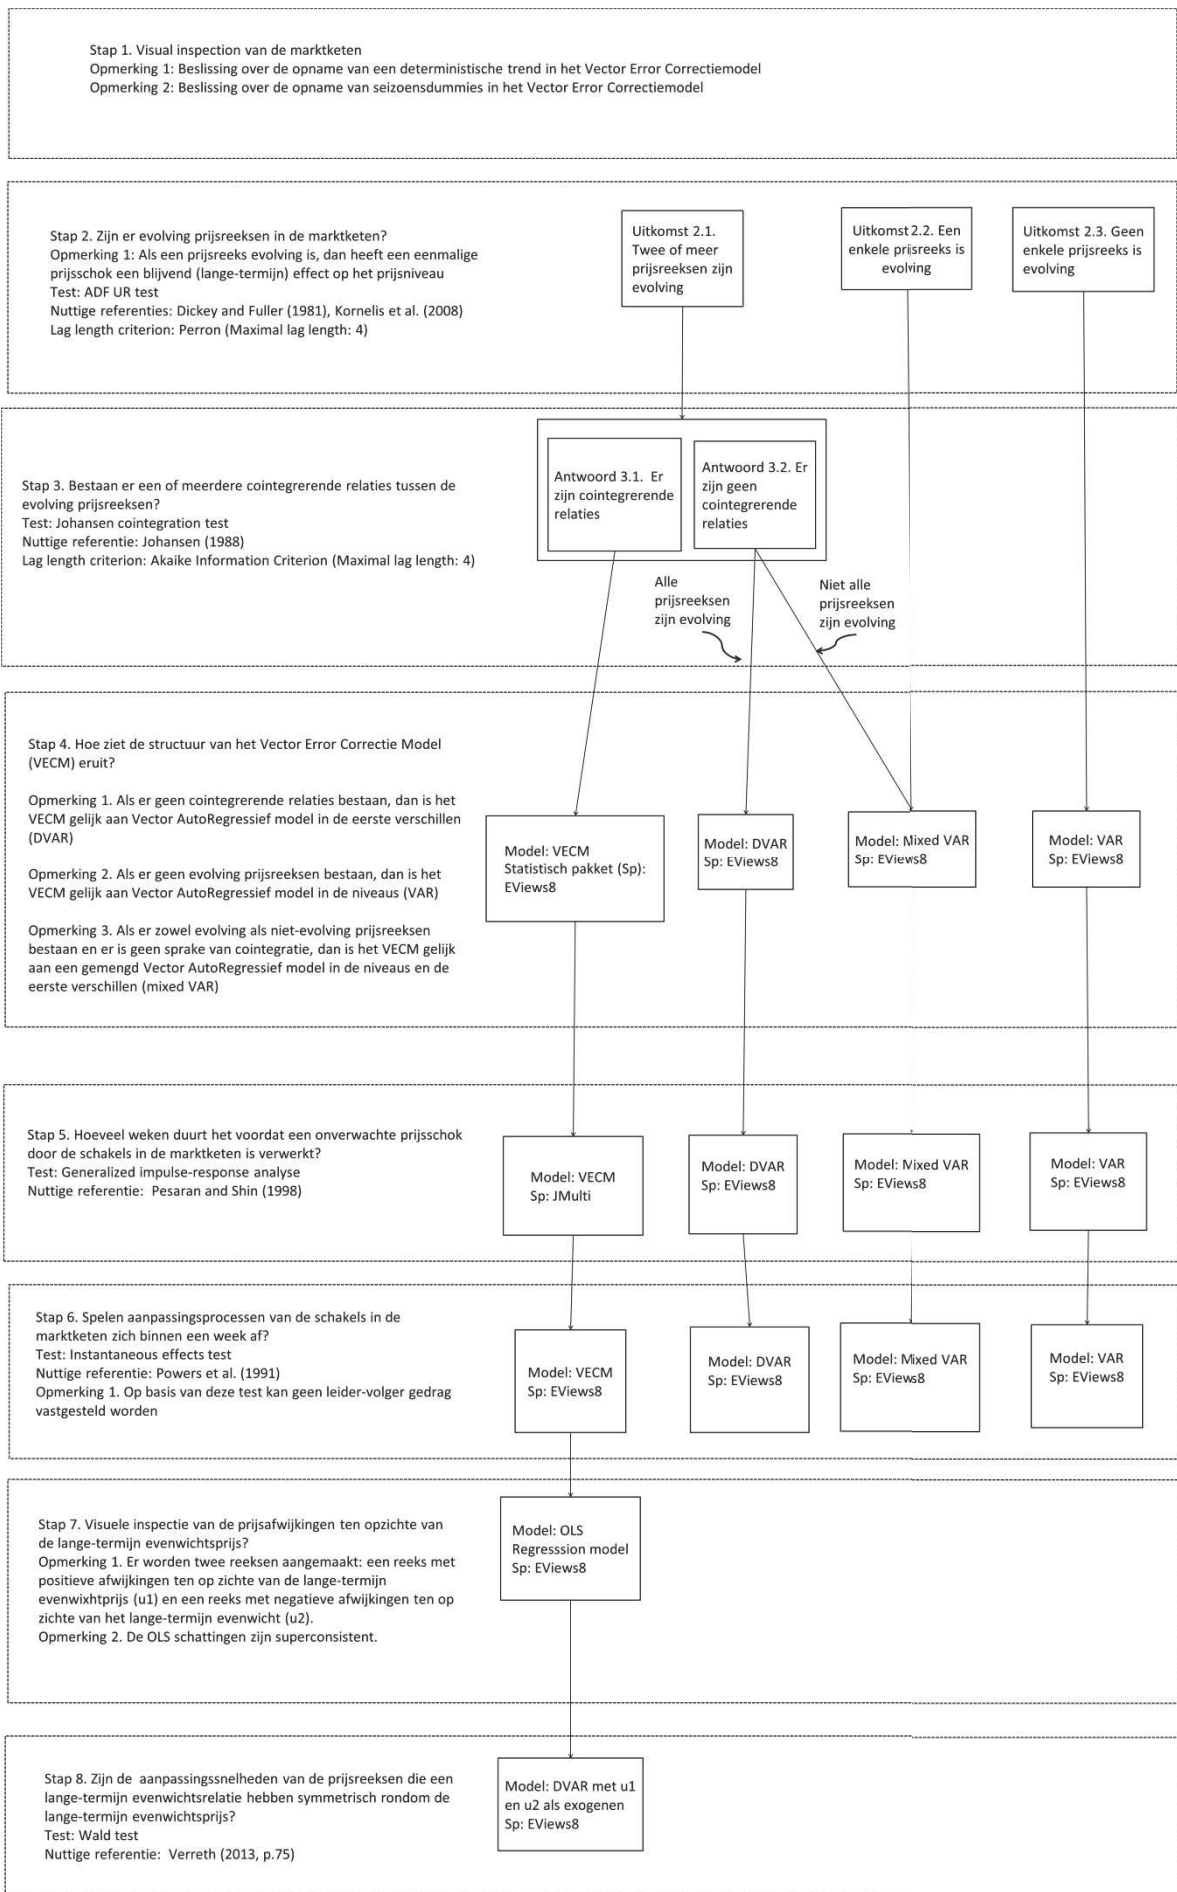 Stap 1. Visual inspection van de marktketen
Opmerking 1: Beslissing over de opname van een deterministische trend in het Vector Error Correctiemodel
Opmerking 2: Beslissing over de opname van seizoensdummies in het Vector Error Correctiemodel
Stap 2. Zijn er evolving prijsreeksen in de marktketen?
Opmerking 1: Als een prijsreeks evolving is, dan heeft een eenmalige
prijsschok een blijvend (lange-termijn) effect op het prijsniveau
Test: ADF UR test
Nuttige referenties: Dickey and Fuller (1981), Kornelis et al. (2008)
Lag length criterion: Perron (Maximal lag length: 4)
Uitkomst 2.1.
Twee of meer
prijsreeksen zijn
evolving
Uitkomst 2.2. Een
enkele prijsreeks is
evolving
Uitkomst 2.3. Geen
enkele prijsreeks is
evolving
Stap 3. Bestaan er een of meerdere cointegrerende relaties tussen de
evolving prijsreeksen?
Test: Johansen cointegration test
Nuttige referentie: Johansen (1988)
Lag length criterion: Akaike Information Criterion (Maximal lag length: 4)
Antwoord 3.1. Er
zijn cointegrerende
relaties
Antwoord 3.2. Er
zijn geen
cointegrerende
relaties
Alle
prijsreeksen
zijn evolving
Niet alle
prijsreeksen
zijn evolving
Stap 4. Hoe ziet de structuur van het Vector Error Correctie Model
(VECM) eruit?
Opmerking 1. Als er geen cointegrerende relaties bestaan, dan is het
VECM gelijk aan Vector AutoRegressief model in de eerste verschillen
(DVAR)
Opmerking 2. Als er geen evolving prijsreeksen bestaan, dan is het
VECM gelijk aan Vector AutoRegressief model in de niveaus (VAR)
Opmerking 3. Als er zowel evolving als niet-evolving prijsreeksen
bestaan en er is geen sprake van cointegratie, dan is het VECM gelijk
aan een gemengd Vector AutoRegressief model in de niveaus en de
eerste verschillen (mixed VAR)
Model: VECM
Statistisch pakket (Sp):
EViews8
Model: DVAR
Sp: EViews8
Model: Mixed VAR
Sp: EViews8
Model: VAR
Sp: EViews8
Stap 5. Hoeveel weken duurt het voordat een onverwachte prijsschok
door de schakels in de marktketen is verwerkt?
Test: Generalized impulse-response analyse
Nuttige referentie: Pesaran and Shin (1998)
Model: VECM
Sp: JMulti
Model: DVAR
Sp: EViews8
Model: Mixed VAR
Sp: EViews8
Model: VAR
Sp: EViews8
Stap 6. Spelen aanpassingsprocessen van de schakels in de
marktketen zich binnen een week af?
Test: Instantaneous effects test
Nuttige referentie: Powers et al. (1991)
Opmerking 1. Op basis van deze test kan geen leider-volger gedrag
vastgesteld worden
Model: VECM
Sp: EViews8
Model: DVAR
Sp: EViews8
Model: Mixed VAR
Sp: EViews8
Model: VAR
Sp: EViews8
Stap 7. Visuele inspectie van de prijsafwijkingen ten opzichte van
de lange-termijn evenwichtsprijs?
Opmerking 1. Er worden twee reeksen aangemaakt: een reeks met
positieve afwijkingen ten op zichte van de lange-termijn
evenwixhtprijs (u1) en een reeks met negatieve afwijkingen ten op
zichte van het lange-termijn evenwicht (u2).
Opmerking 2. De OLS schattingen zijn superconsistent.
Model: OLS
Regresssion model
Sp: EViews8
Stap 8. Zijn de aanpassingssnelheden van de prijsreeksen die een
lange-termijn evenwichtsrelatie hebben symmetrisch rondom de
lange-termijn evenwichtsprijs?
Test: Wald test
Nuttige referentie: Verreth (2013, p.75)
Model: DVAR met u1
en u2 als exogenen
Sp: EViews8